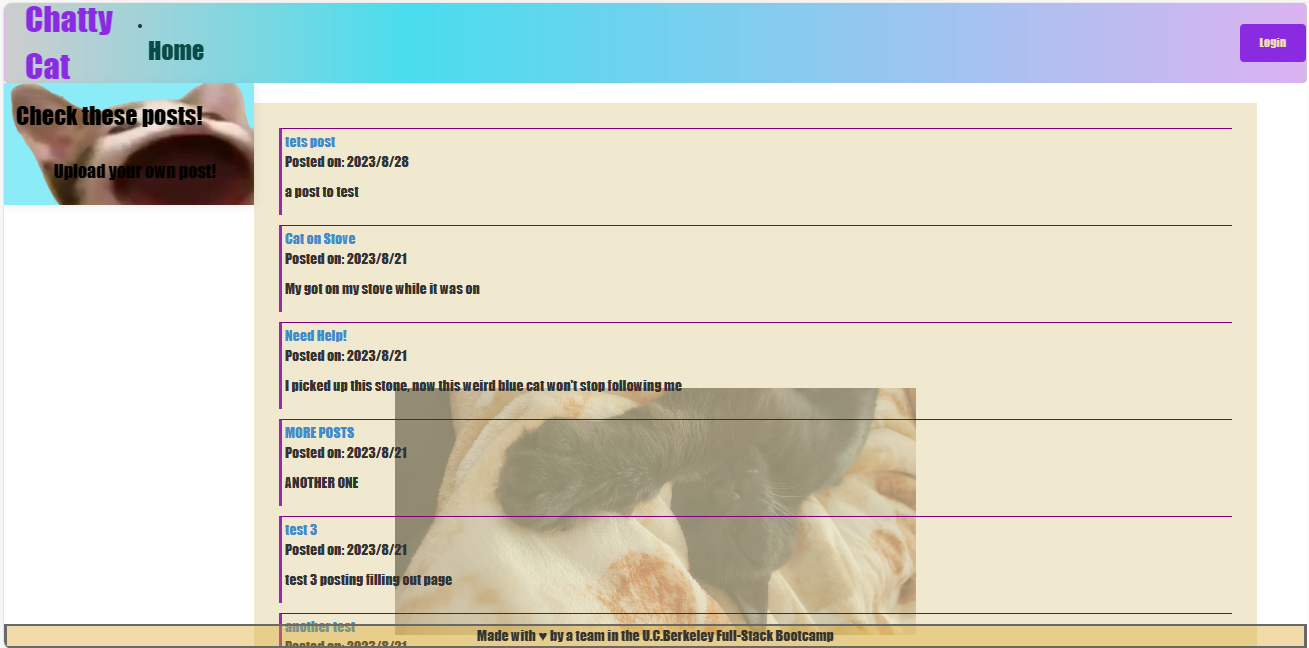 Chatty
Cat
Home
Login
Check these posts!
Upload your own post!
tets post
Posted on: 2023/8/28
a post to test
Cat on Stove
Posted on: 2023/8/21
My got on my stove while it was on
Need Help!
Posted on: 2023/8/21
I picked up this stone, now this weird blue cat won't stop following me
MORE POSTS
Posted on: 2023/8/21
ANOTHER ONE
test 3
Posted on: 2023/8/21
test 3 posting filling out page
another test
Posted on: 2023/8/21
Made with ♥ by a team in the U.C.Berkeley Full-Stack Bootcamp